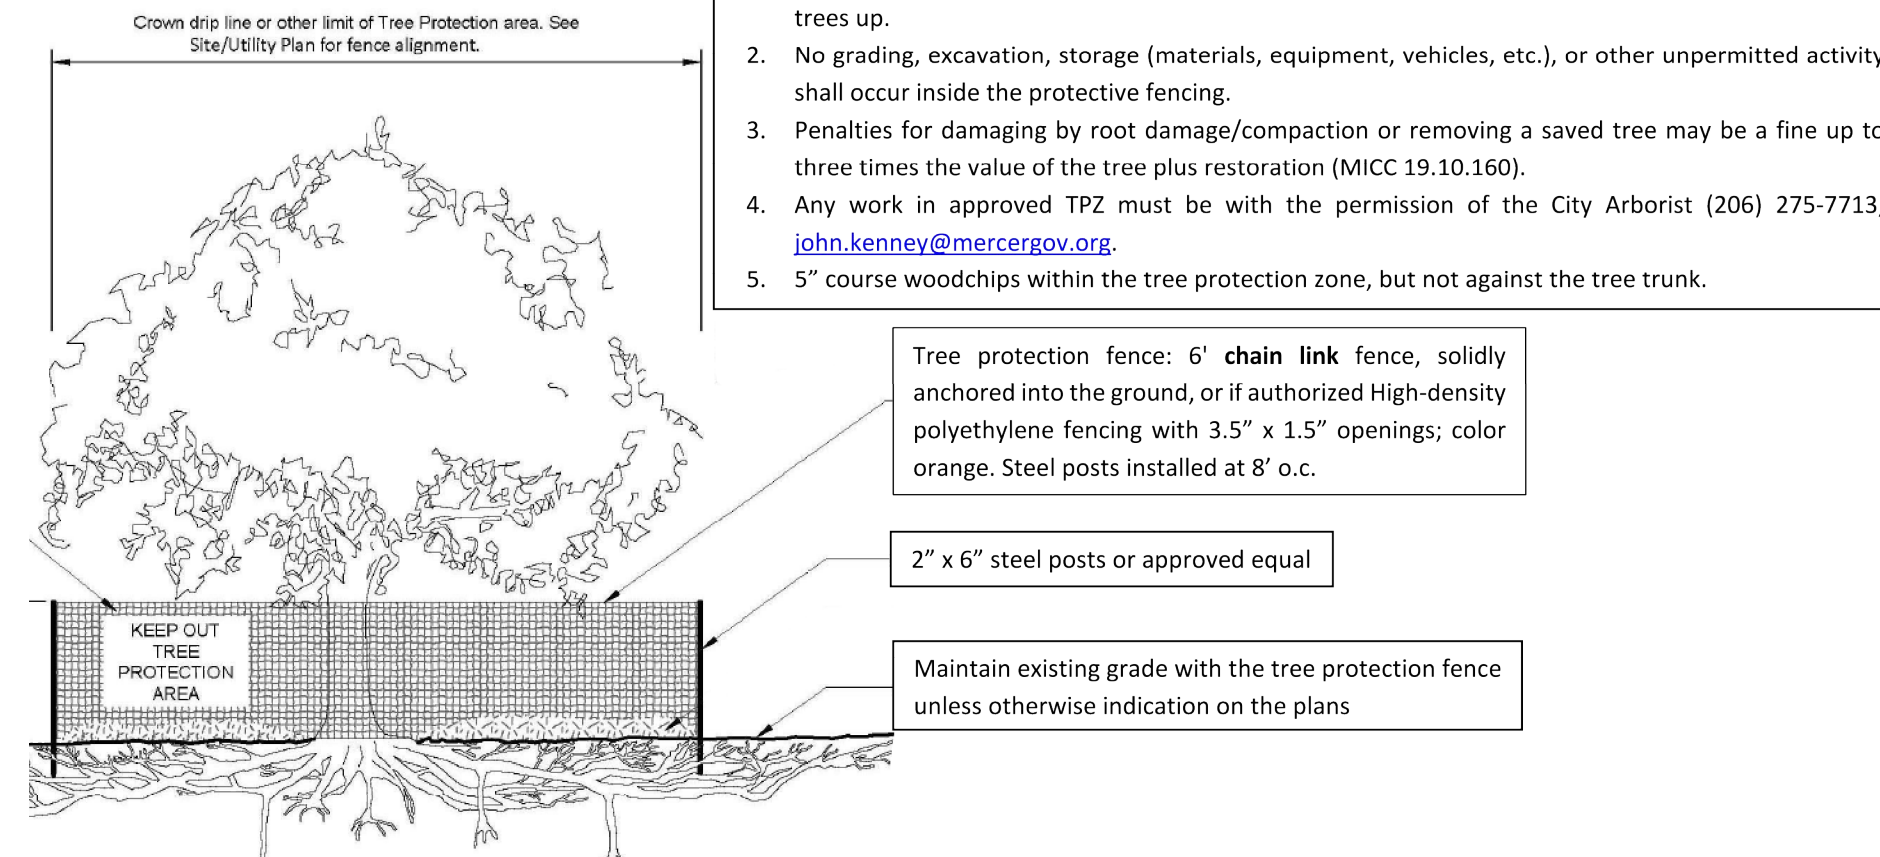 Crown drip line or other limit of Tree Protection area. See
Site/Utility Plan for fence alignment.
trees up.
2. No grading, excavation, storage (materials, equipment, vehicles, etc.), or other unpermitted activity
shall occur inside the protective fencing.
3. Penalties for damaging by root damage/compaction or removing a saved tree may be a fine up to
three times the value of the tree plus restoration (MICC 19.10.160).
4. Any work in approved TPZ must be with the permission of the City Arborist (206) 275-7713,
john.kenney@mercergov.org.
5. 5” course woodchips within the tree protection zone, but not against the tree trunk.
Tree protection fence: 6' chain link fence, solidly
anchored into the ground, or if authorized High-density
polyethylene fencing with 3.5” x 1.5” openings; color
orange. Steel posts installed at 8’ o.c.
2” x 6” steel posts or approved equal
KEEP OUT
TREE
PROTECTION
AREA
Maintain existing grade with the tree protection fence
unless otherwise indication on the plans